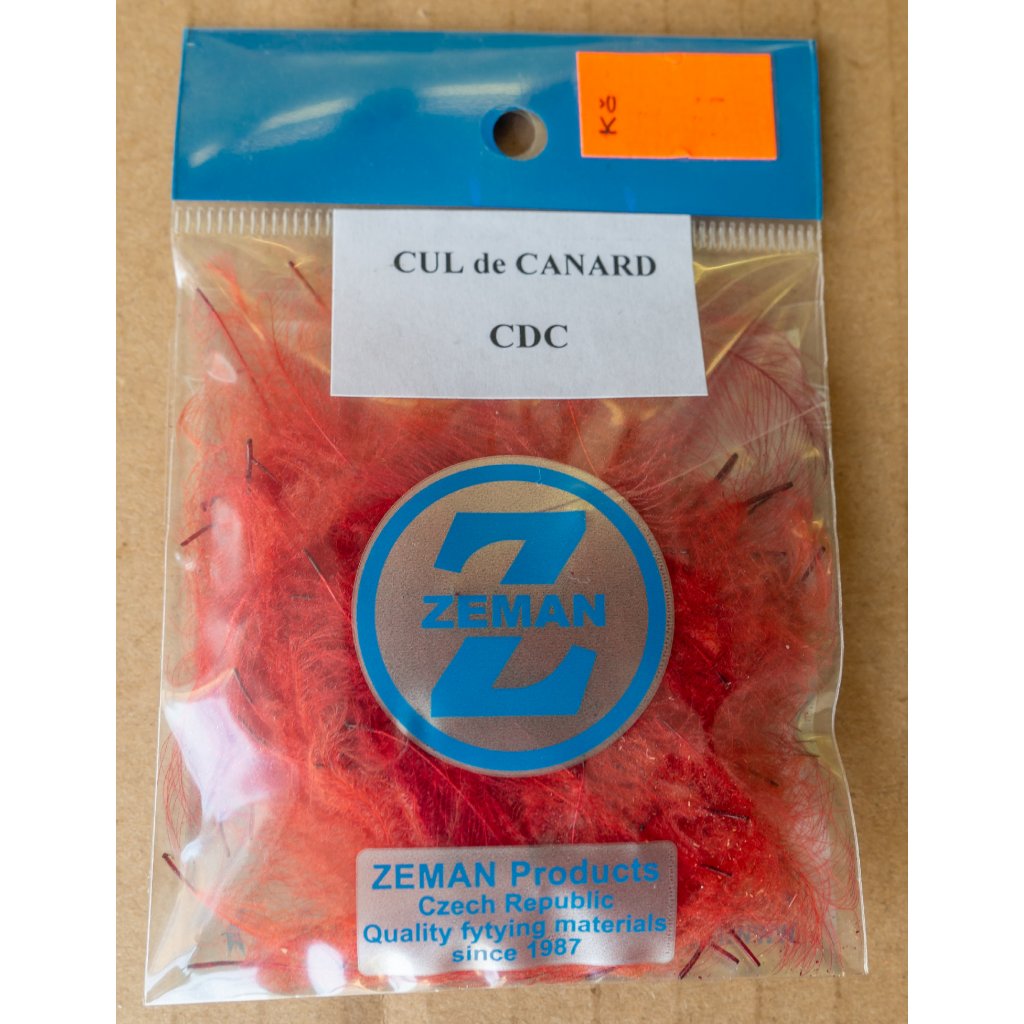 Kč
CUL de CANARD
CDC
Z
ZEMAN
ZEMAN Products
Czech Republic
Quality fytying materials
since 1987